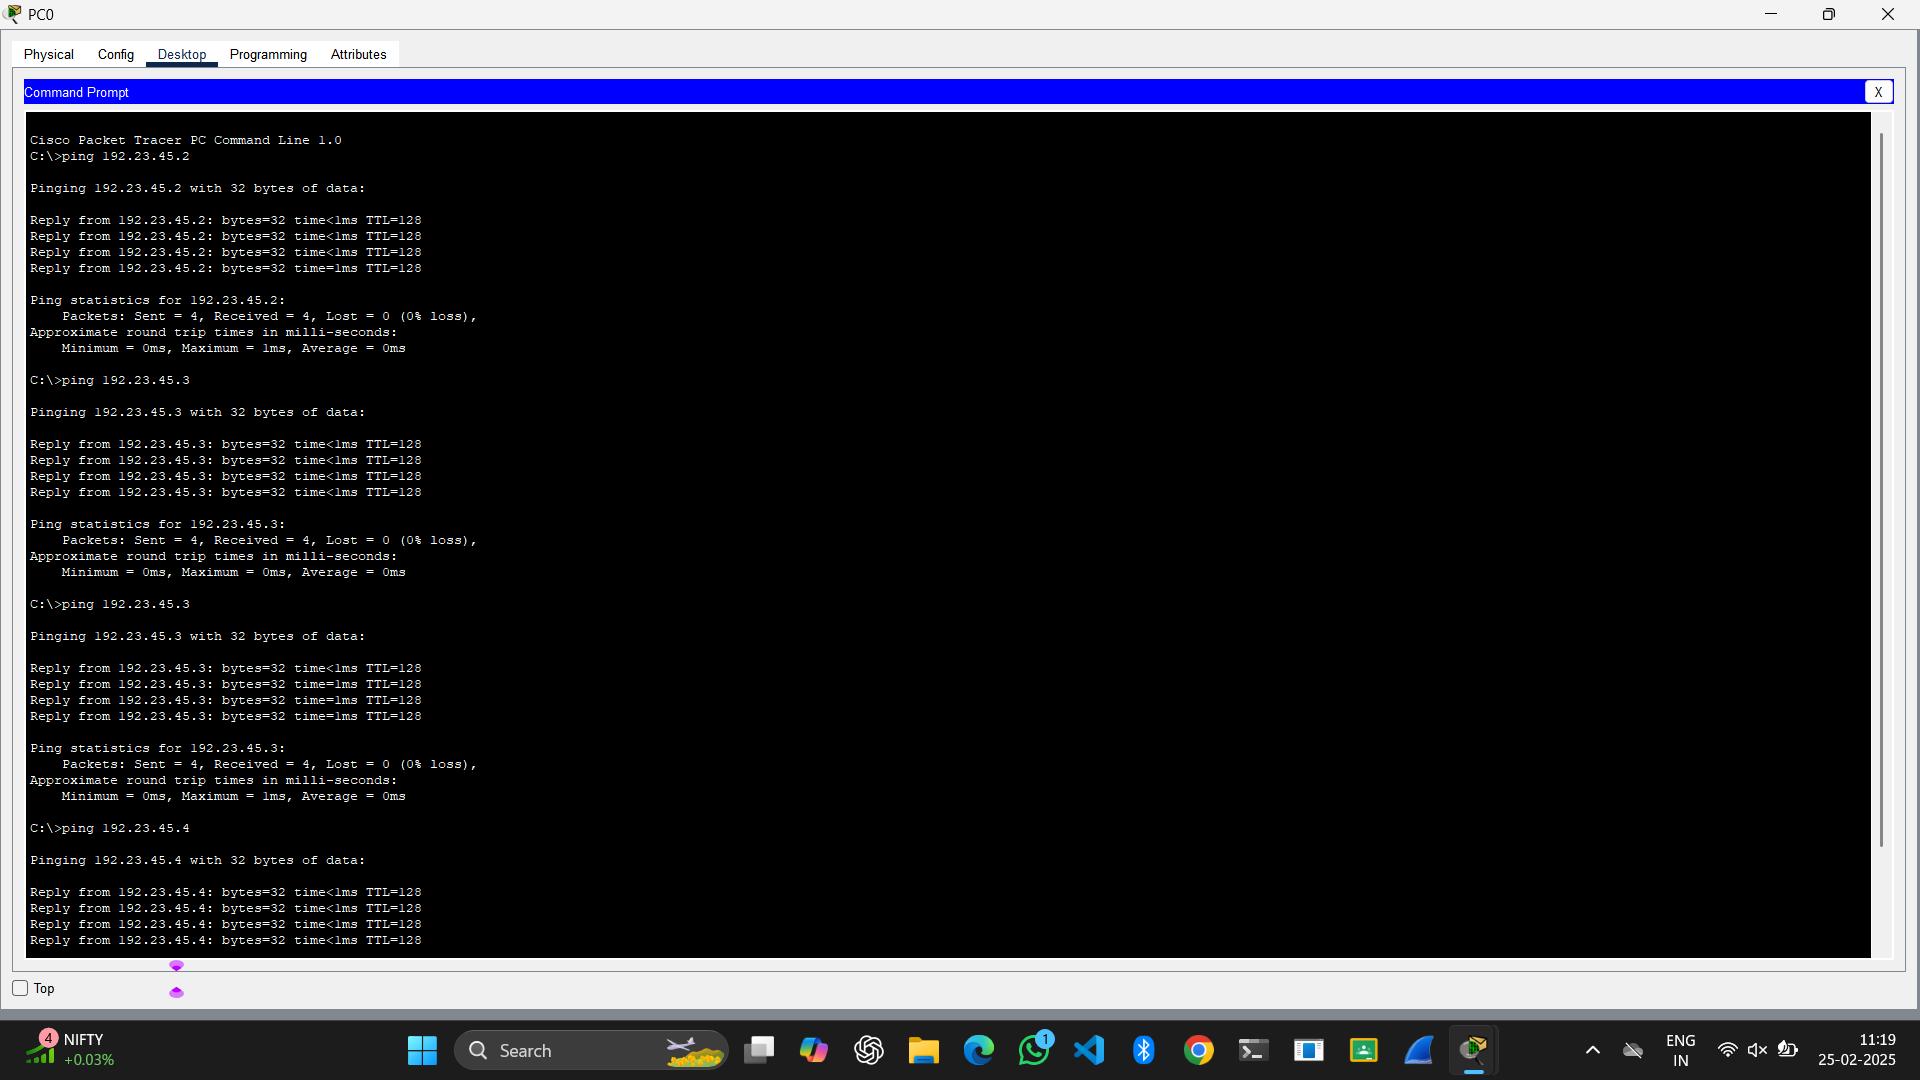 PC0
Physical Config Desktop Programming Attributes
Command Prompt
X
Cisco Packet Tracer PC Command Line 1.0
C:\>ping 192.23.45.2
Pinging 192.23.45.2 with 32 bytes of data:
Reply from 192.23.45.2: bytes=32 time<1ms TTL=128
Reply from 192.23.45.2: bytes=32 time<1ms TTL=128
Reply from 192.23.45.2: bytes=32 time<1ms TTL=128
Reply from 192.23.45.2: bytes=32 time=1ms TTL=128
Ping statistics for 192.23.45.2:
Packets: Sent = 4, Received = 4, Lost = 0 (0% loss),
Approximate round trip times in milli-seconds:
Minimum = 0ms, Maximum = 1ms, Average = 0ms
C:\>ping 192.23.45.3
Pinging 192.23.45.3 with 32 bytes of data:
Reply from 192.23.45.3: bytes=32 time<1ms TTL=128
Reply from 192.23.45.3: bytes=32 time<1ms TTL=128
Reply from 192.23.45.3: bytes=32 time<1ms TTL=128
Reply from 192.23.45.3: bytes=32 time<1ms TTL=128
Ping statistics for 192.23.45.3:
Packets: Sent = 4, Received = 4, Lost = 0 (0% loss),
Approximate round trip times in milli-seconds:
Minimum = 0ms, Maximum = 0ms, Average = 0ms
C:\>ping 192.23.45.3
Pinging 192.23.45.3 with 32 bytes of data:
Reply from 192.23.45.3: bytes=32 time<1ms TTL=128
Reply from 192.23.45.3: bytes=32 time=1ms TTL=128
Reply from 192.23.45.3: bytes=32 time=1ms TTL=128
Reply from 192.23.45.3: bytes=32 time=1ms TTL=128
Ping statistics for 192.23.45.3:
Packets: Sent = 4, Received = 4, Lost = 0 (0% loss),
Approximate round trip times in milli-seconds:
Minimum = 0ms, Maximum = 1ms, Average = 0ms
C:\>ping 192.23.45.4
Pinging 192.23.45.4 with 32 bytes of data:
Reply from 192.23.45.4: bytes=32 time<1ms TTL=128
Reply from 192.23.45.4: bytes=32 time<1ms TTL=128
Reply from 192.23.45.4: bytes=32 time<1ms TTL=128
Reply from 192.23.45.4: bytes=32 time<1ms TTL=128
Top
4
NIFTY
+0.03%
Search
1
ENG
IN
11:19
25-02-2025